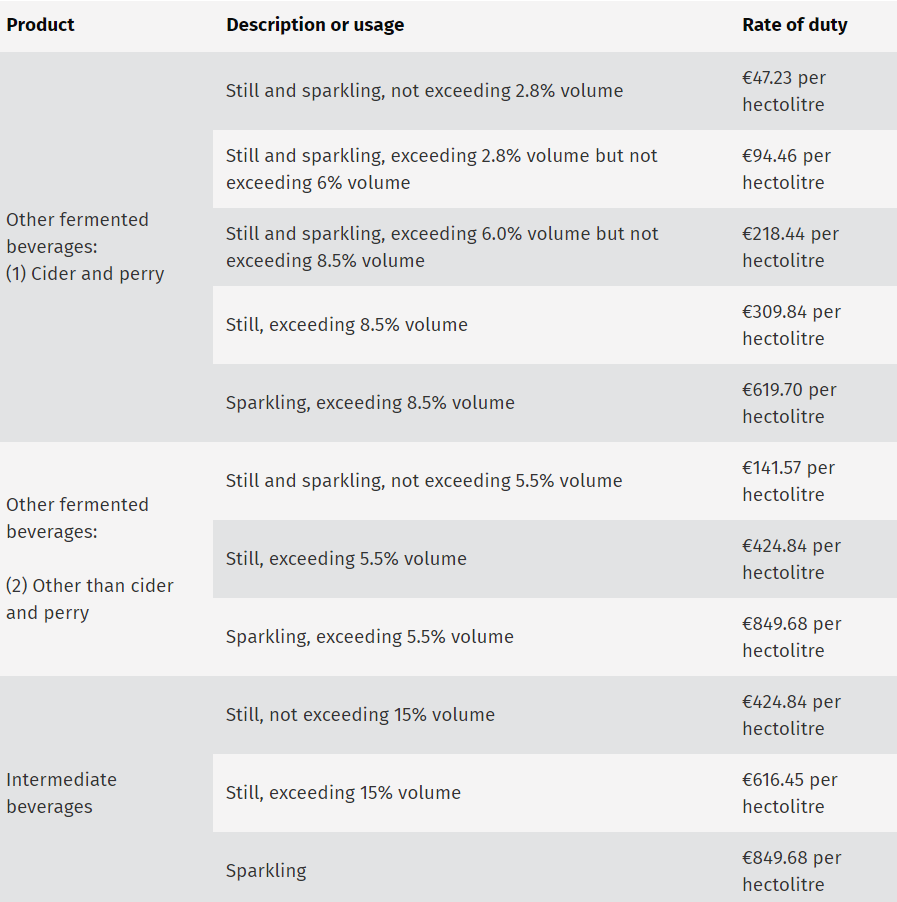 Product Description or usage Rate of duty
Other fermented
beverages:
(1) Cider and perry
Still and sparkling, not exceeding 2.8% volume
€47.23 per
hectolitre
Still and sparkling, exceeding 2.8% volume but not
exceeding 6% volume
€94.46 per
hectolitre
Still and sparkling, exceeding 6.0% volume but not
exceeding 8.5% volume
€218.44 per
hectolitre
Still, exceeding 8.5% volume
€309.84 per
hectolitre
Sparkling, exceeding 8.5% volume
€619.70 per
hectolitre
Other fermented
beverages:
(2) Other than cider
and perry
Still and sparkling, not exceeding 5.5% volume
€141.57 per
hectolitre
Still, exceeding 5.5% volume
€424.84 per
hectolitre
Sparkling, exceeding 5.5% volume
€849.68 per
hectolitre
Intermediate
beverages
Still, not exceeding 15% volume
€424.84 per
hectolitre
Still, exceeding 15% volume
€616.45 per
hectolitre
Sparkling
€849.68 per
hectolitre